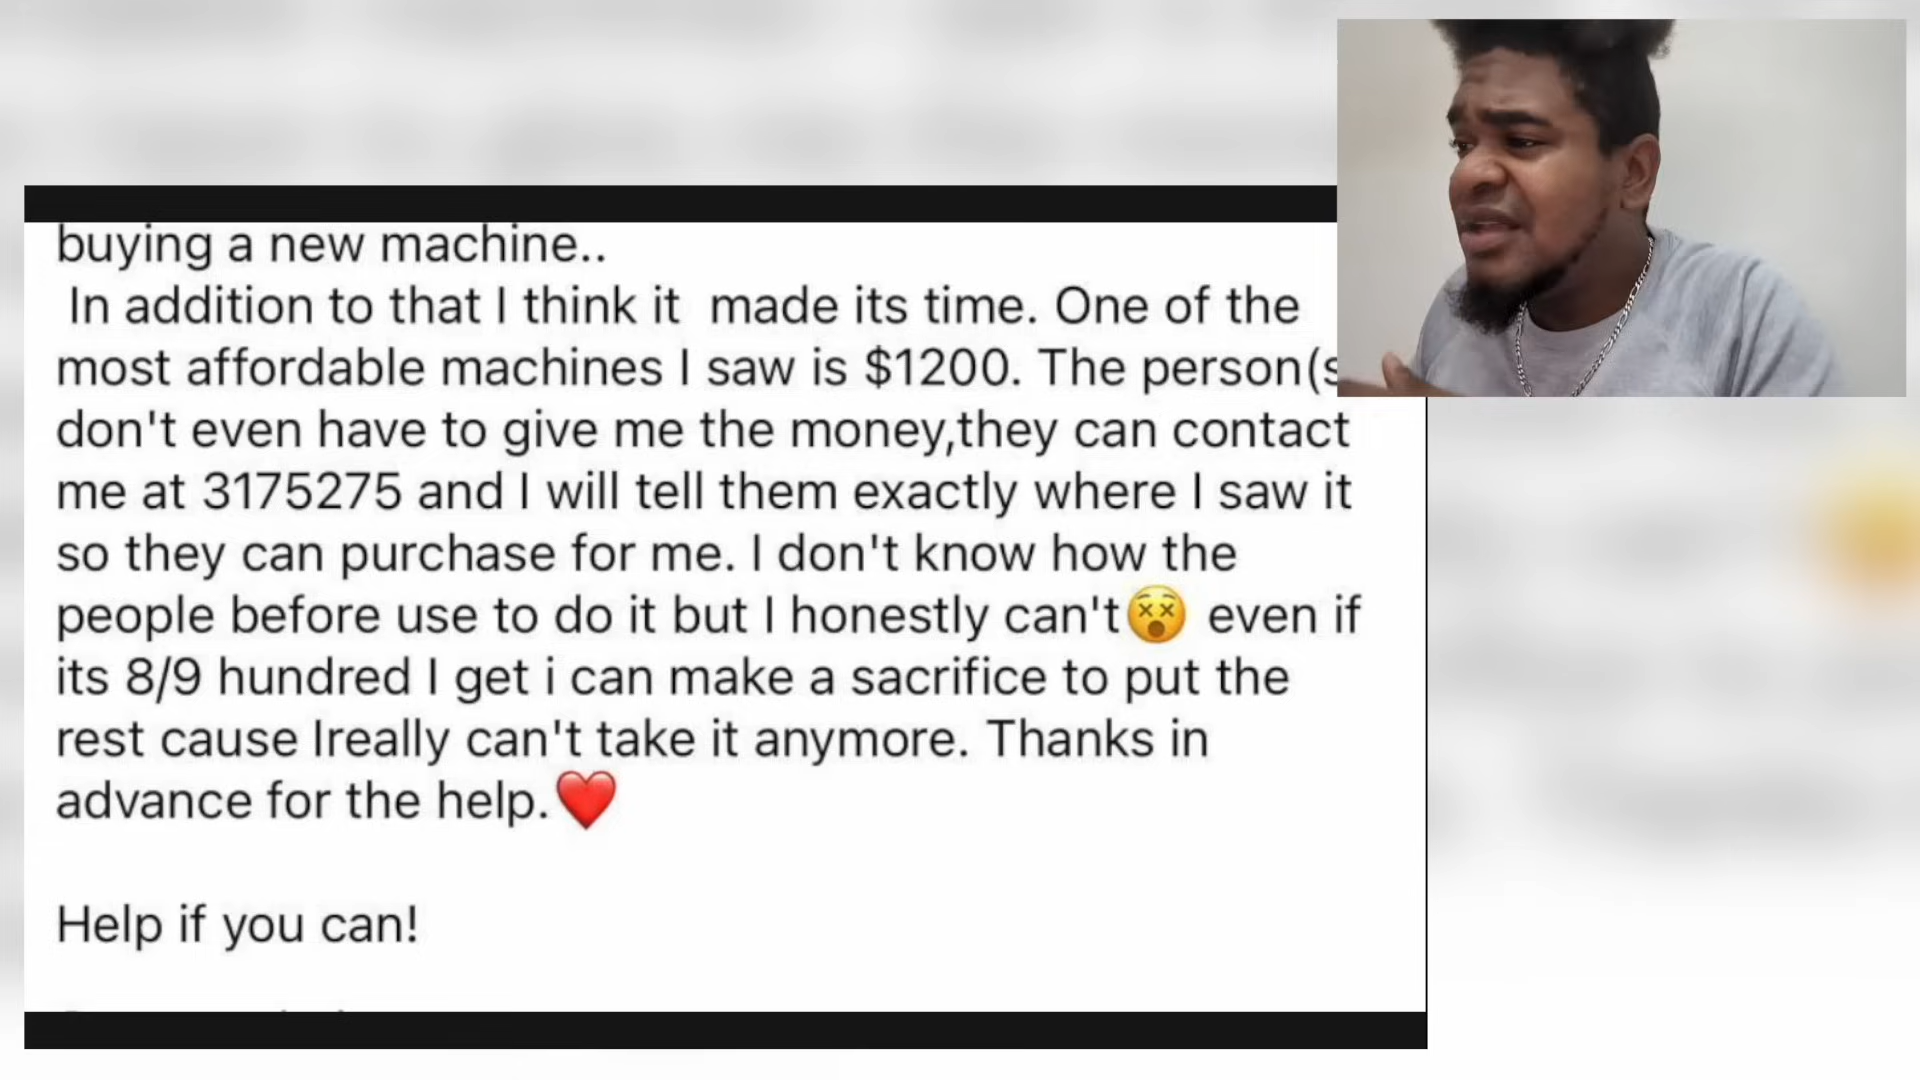 buying a new machine..
In addition to that I think it  made its time. One of the
most affordable machines I saw is $1200. The person(s
don't even have to give me the money,they can contact
me at 3175275 and I will tell them exactly where I saw it
so they can purchase for me. I don't know how the
people before use to do it but I honestly can't😵 even if
its 8/9 hundred I get i can make a sacrifice to put the
rest cause Ireally can't take it anymore. Thanks in
advance for the help.❤️
Help if you can!